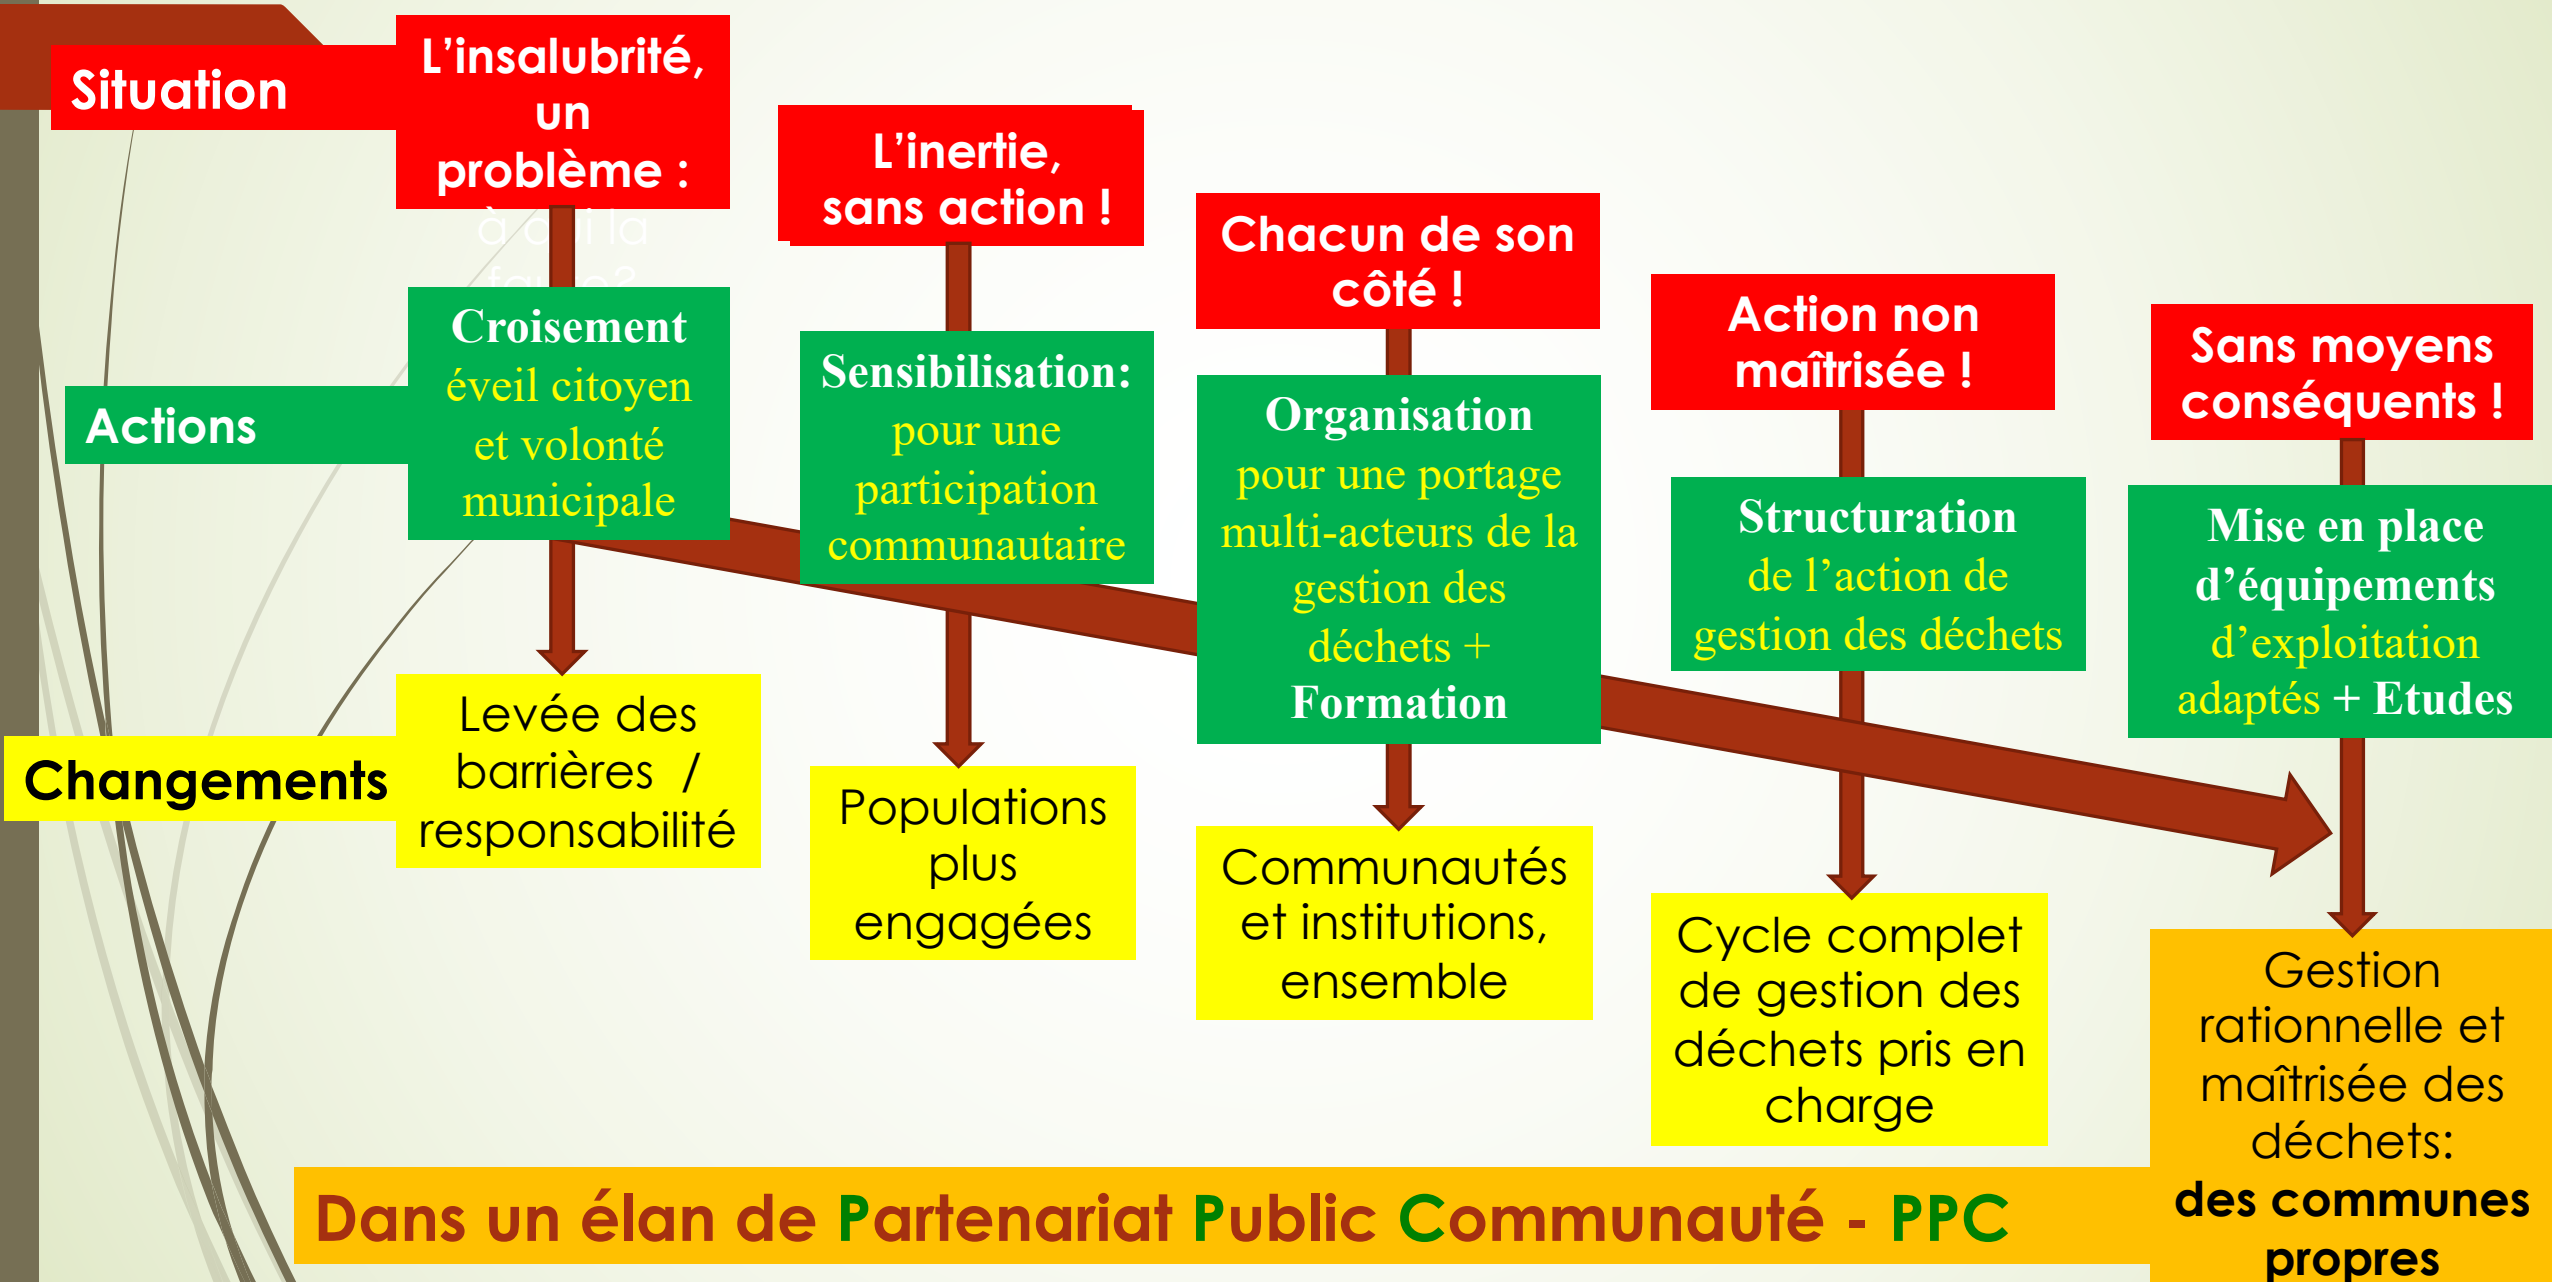 Situation
L’insalubrité,
un
problème :
à qui la
faute?
L’inertie,
sans action !
Chacun de son
côté !
Action non
maîtrisée !
Sans moyens
conséquents !
Actions
Croisement
éveil citoyen
et volonté
municipale
Sensibilisation:
pour une
participation
communautaire
Organisation
pour une portage
multi-acteurs de la
gestion des
déchets +
Formation
Structuration
de l’action de
gestion des déchets
Mise en place
d’équipements
d’exploitation
adaptés + Etudes
Changements
Levée des
barrières /
responsabilité
Populations
plus
engagées
Communautés
et institutions,
ensemble
Cycle complet
de gestion des
déchets pris en
charge
Gestion
rationnelle et
maîtrisée des
déchets:
des communes
propres
Dans un élan de Partenariat Public Communauté - PPC